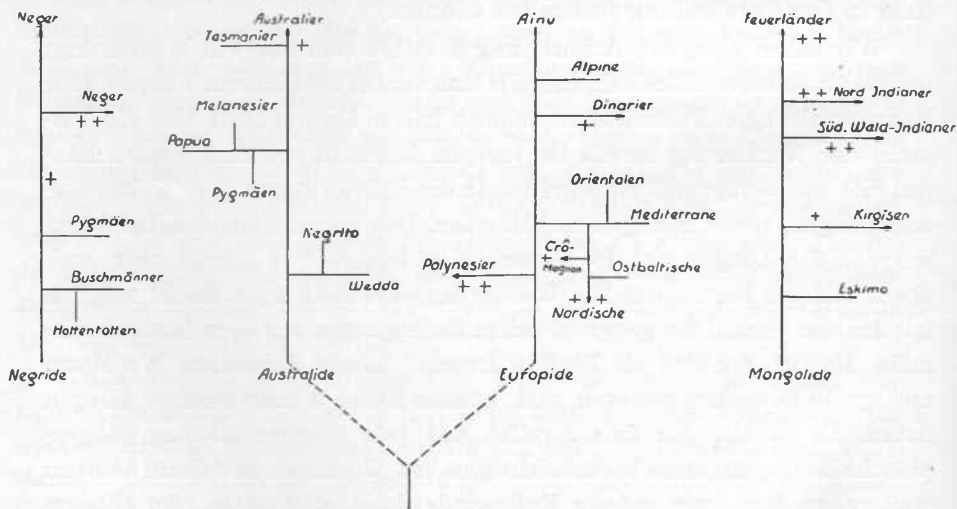 Neger
Australier
Ainu
Feuerländer
Tasmanier +
++
Alpine
Neger
++
Melanesier
Dinarier
+
++ Nord Indianer
Süd. Wald-Indianer
++
Papua
Pygmäen
+
Orientalen
Pygmäen
Negrito
Mediterrane
+
Kirgisen
Buschmänner
Wedda
Polynesier
++
+
Crô-
Magnon
Ostbaltische
Eskimo
Hottentotten
+++
Nordische
Negride
Australide
Europide
Mongolide